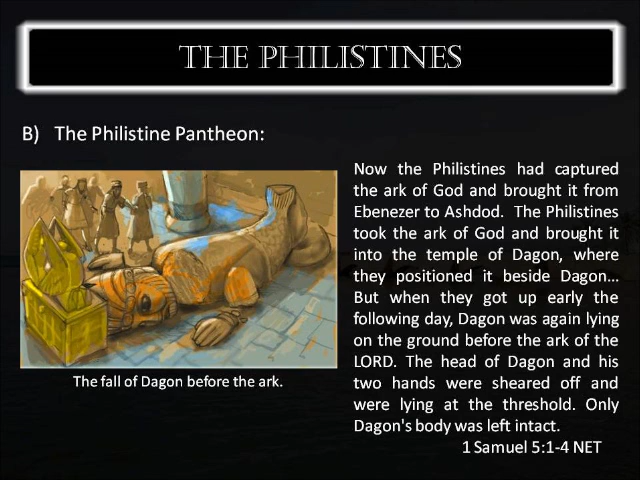 THE PHILISTINES
B) The Philistine Pantheon:
Now the Philistines had captured
the ark of God and brought it from
Ebenezer to Ashdod. The Philistines
took the ark of God and brought it
into the temple of Dagon, where
they positioned it beside Dagon...
But when they got up early the
following day, Dagon was again lying
on the ground before the ark of the
LORD. The head of Dagon and his
two hands were sheared off and
were lying at the threshold. Only
Dagon's body was left intact.
1 Samuel 5:1-4 NET
The fall of Dagon before the ark.